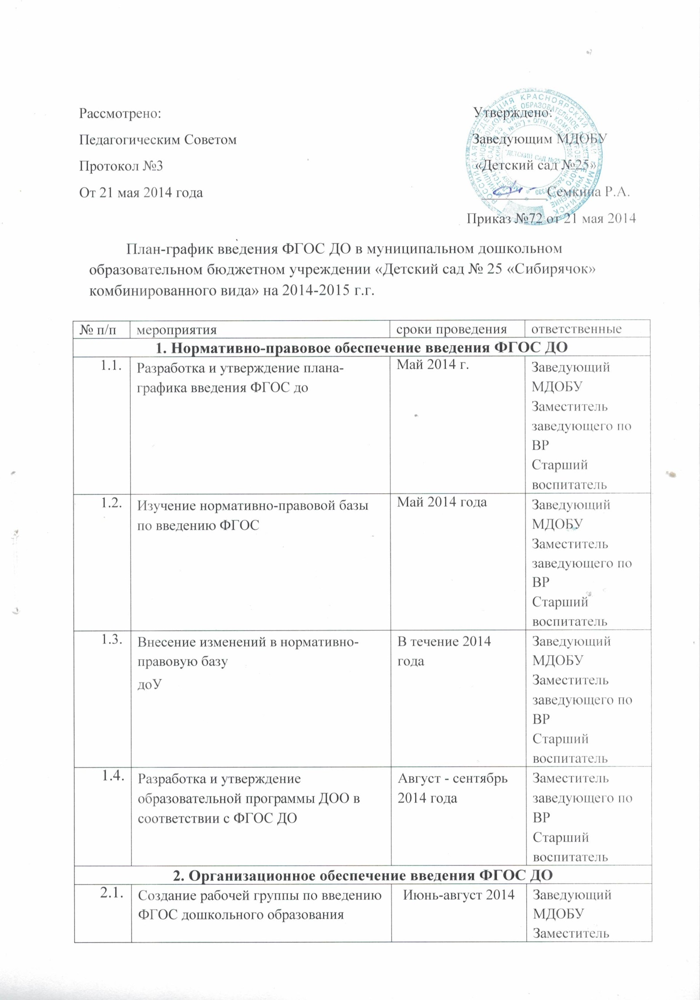 Рассмотрено:
Педагогическим Советом
Протокол №3
От 21 мая 2014 года
Утверждено:
Заведующим МДОБУ
«Детский сад №25»
Семкина Р.А.
Приказ №72 от 21 мая 2014
План-график введения ФГОС ДО в муниципальном дошкольном
образовательном бюджетном учреждении «Детский сад № 25 «Сибирячок»
комбинированного вида» на 2014-2015 г.г.
№ п/п мероприятия сроки проведения ответственные
1. Нормативно-правовое обеспечение введения ФГОС ДО
1.1.
Разработка и утверждение плана-
графика введения ФГОС до
Май 2014 г.
Заведующий
МДОБУ
Заместитель
заведующего по
ВР
Старший
воспитатель
1.2.
Изучение нормативно-правовой базы
по введению ФГОС
Май 2014 года
Заведующий
МДОБУ
Заместитель
заведующего по
ВР
Старший
воспитатель
1.3.
Внесение изменений в нормативно-
правовую базу
доУ
В течение 2014
года
Заведующий
МДОБУ
Заместитель
заведующего по
ВР
Старший
воспитатель
1.4.
Разработка и утверждение
образовательной программы ДОО в
соответствии с ФГОС ДО
Август - сентябрь
2014 года
Заместитель
заведующего по
ВР
Старший
воспитатель
2. Организационное обеспечение введения ФГОС ДО
2.1.
Создание рабочей группы по введению
ФГОС дошкольного образования
Июнь-август 2014
Заведующий
МДОБУ
Заместитель
РОССИЙСКАЯ ФЕДЕРАЦИЯ КРАСНОЯРСКИЙ КРАЙ Г. МИНУСИНСК
"ДЕТСКИЙ САД №25"